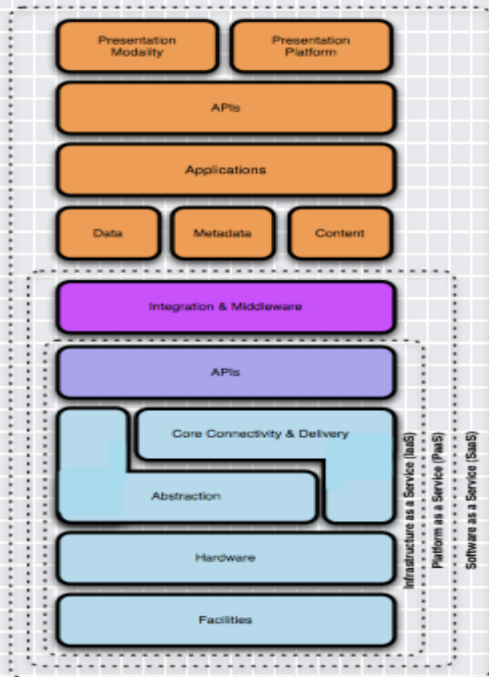 Presentation
Modality
Presentation
Platform
APIs
Applications
Data
Metadata
Content
Integration & Middleware
APIs
Core Connectivity & Delivery
Abstraction
Hardware
Facilities
Infrastructure as a Service (IaaS)
Platform as a Service (PaaS)
Software as a Service (SaaS)